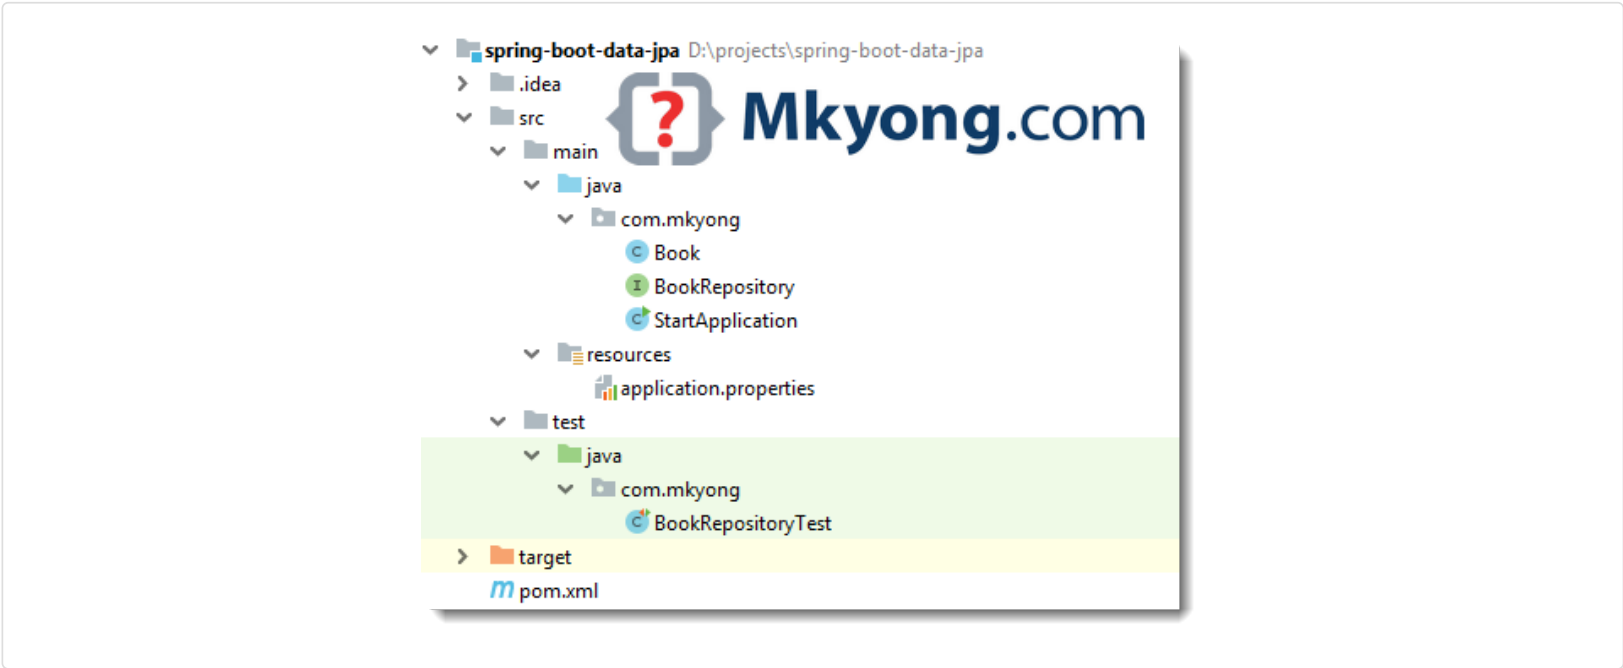 spring-boot-data-jpa D:\projects\spring-boot-data-jpa
.idea
src
? Mkyong.com
main
java
com.mkyong
C Book
I BookRepository
C StartApplication
resources
application.properties
test
java
com.mkyong
C BookRepositoryTest
target
m pom.xml